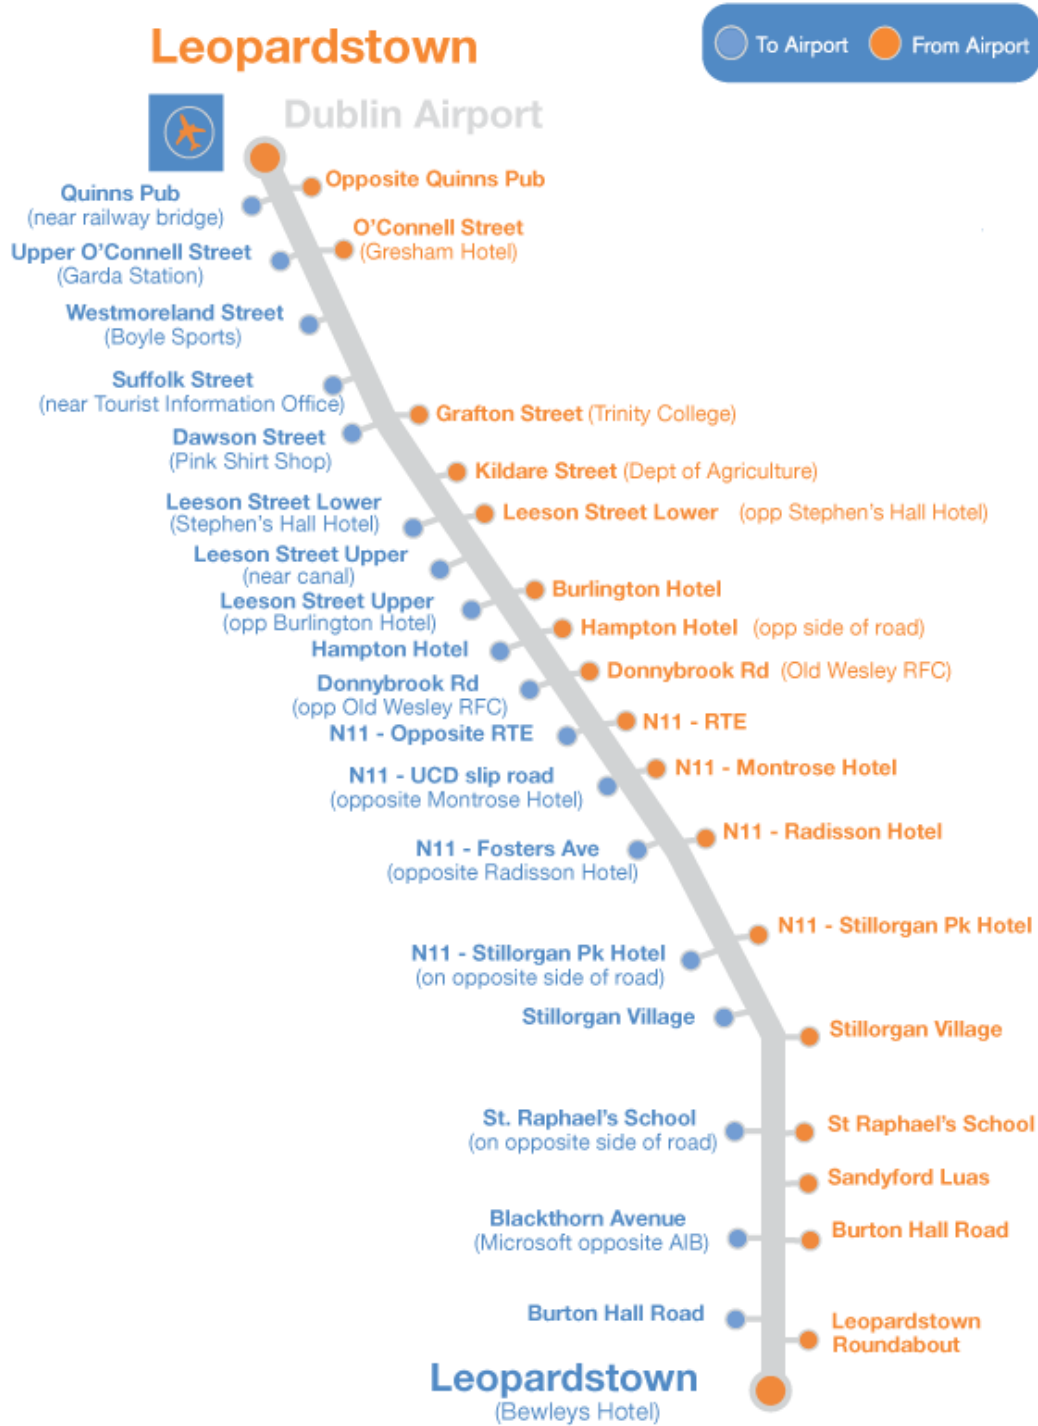 Leopardstown
To Airport
From Airport
Dublin Airport
Opposite Quinns Pub
Quinns Pub
(near railway bridge)
O'Connell Street
(Gresham Hotel)
Upper O'Connell Street
(Garda Station)
Westmoreland Street
(Boyle Sports)
Suffolk Street
(near Tourist Information Office)
Grafton Street (Trinity College)
Dawson Street
(Pink Shirt Shop)
Kildare Street (Dept of Agriculture)
Leeson Street Lower
(Stephen's Hall Hotel)
Leeson Street Lower (opp Stephen's Hall Hotel)
Leeson Street Upper
(near canal)
Burlington Hotel
Leeson Street Upper
(opp Burlington Hotel)
Hampton Hotel (opp side of road)
Hampton Hotel
Donnybrook Rd (Old Wesley RFC)
Donnybrook Rd
(opp Old Wesley RFC)
N11 - RTE
N11 - Opposite RTE
N11 - Montrose Hotel
N11 - UCD slip road
(opposite Montrose Hotel)
N11 - Radisson Hotel
N11 - Fosters Ave
(opposite Radisson Hotel)
N11 - Stillorgan Pk Hotel
N11 - Stillorgan Pk Hotel
(on opposite side of road)
Stillorgan Village
Stillorgan Village
St. Raphael's School
(on opposite side of road)
St Raphael's School
Sandyford Luas
Blackthorn Avenue
(Microsoft opposite AIB)
Burton Hall Road
Burton Hall Road
Leopardstown
Roundabout
Leopardstown
(Bewleys Hotel)